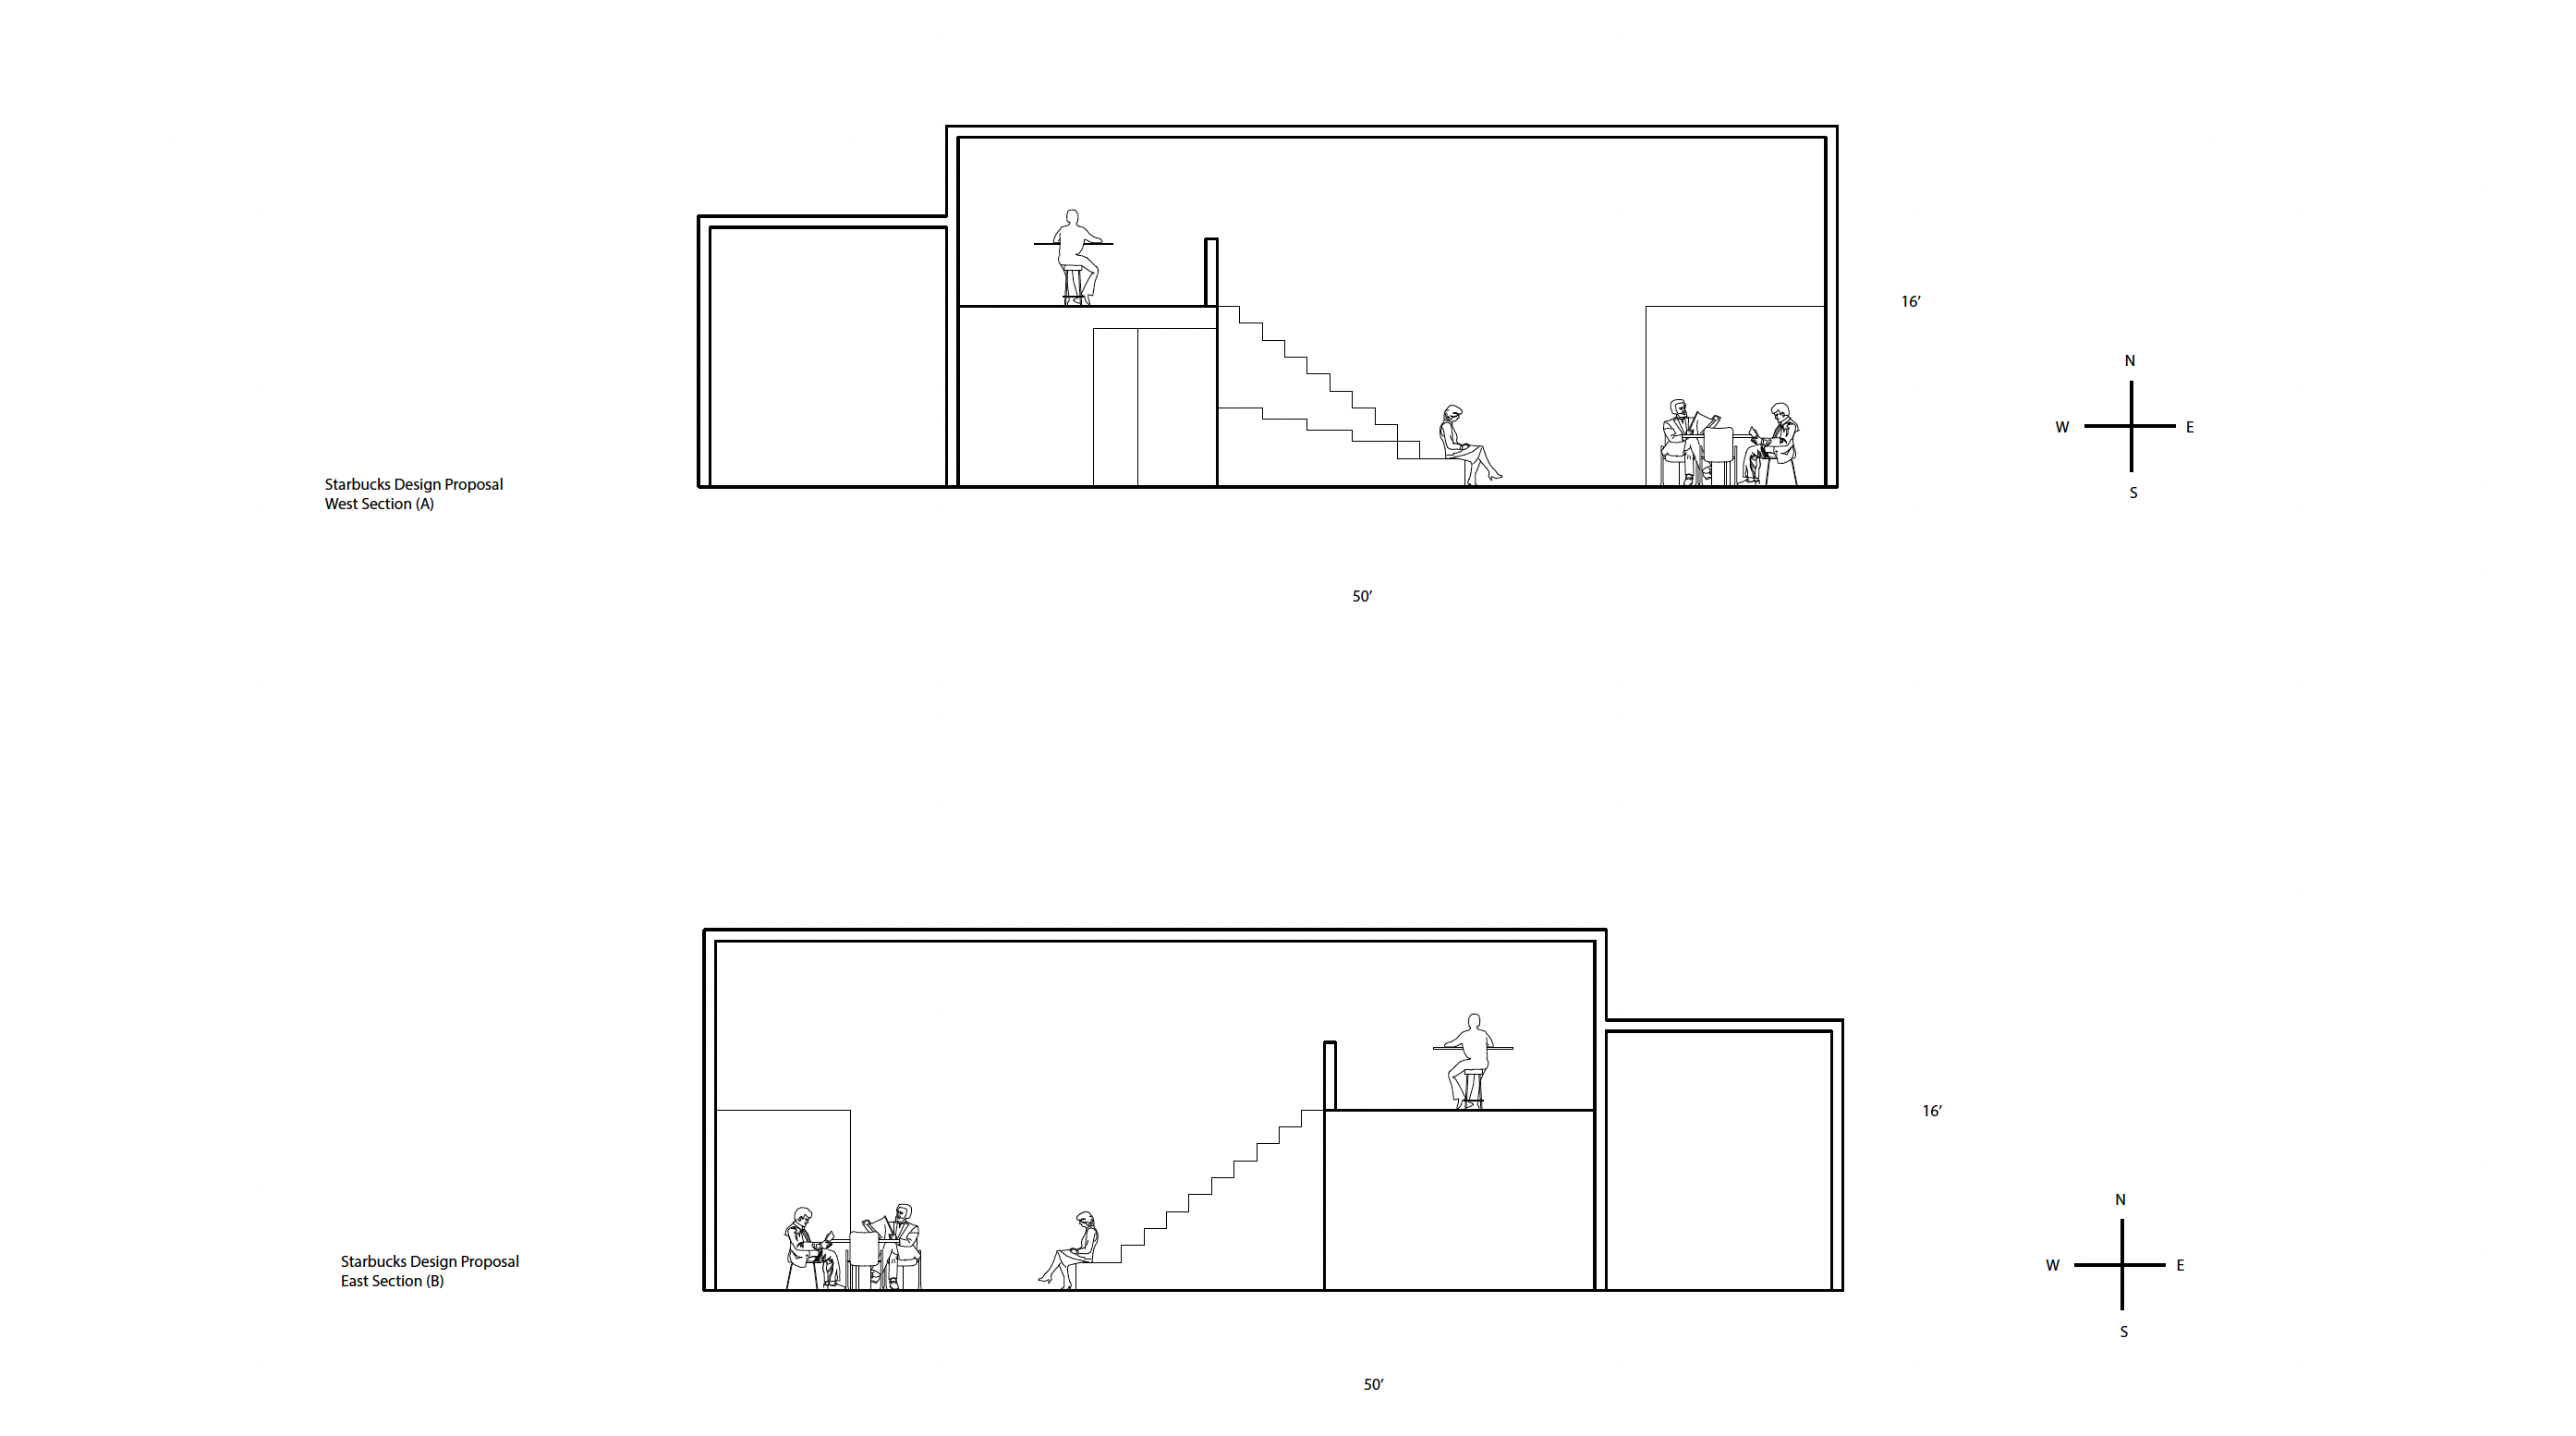 16’
N
W
E
S
Starbucks Design Proposal
West Section (A)
50’
16’
N
W
E
S
Starbucks Design Proposal
East Section (B)
50’